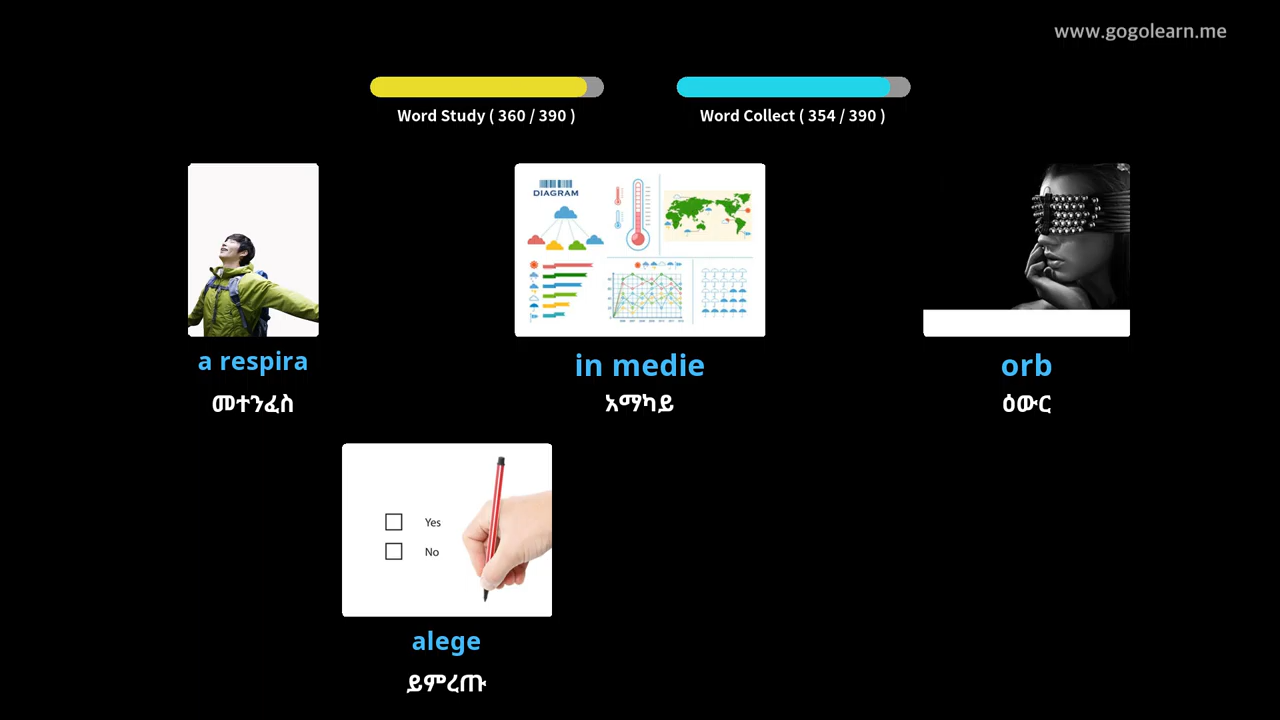 www.gogolearn.me
Word Study ( 360 / 390 )
Word Collect ( 354 / 390 )
DIAGRAM
a respira
in medie
orb
መተንፈስ
አማካይ
ዕውር
Yes
No
alege
ይምረጡ